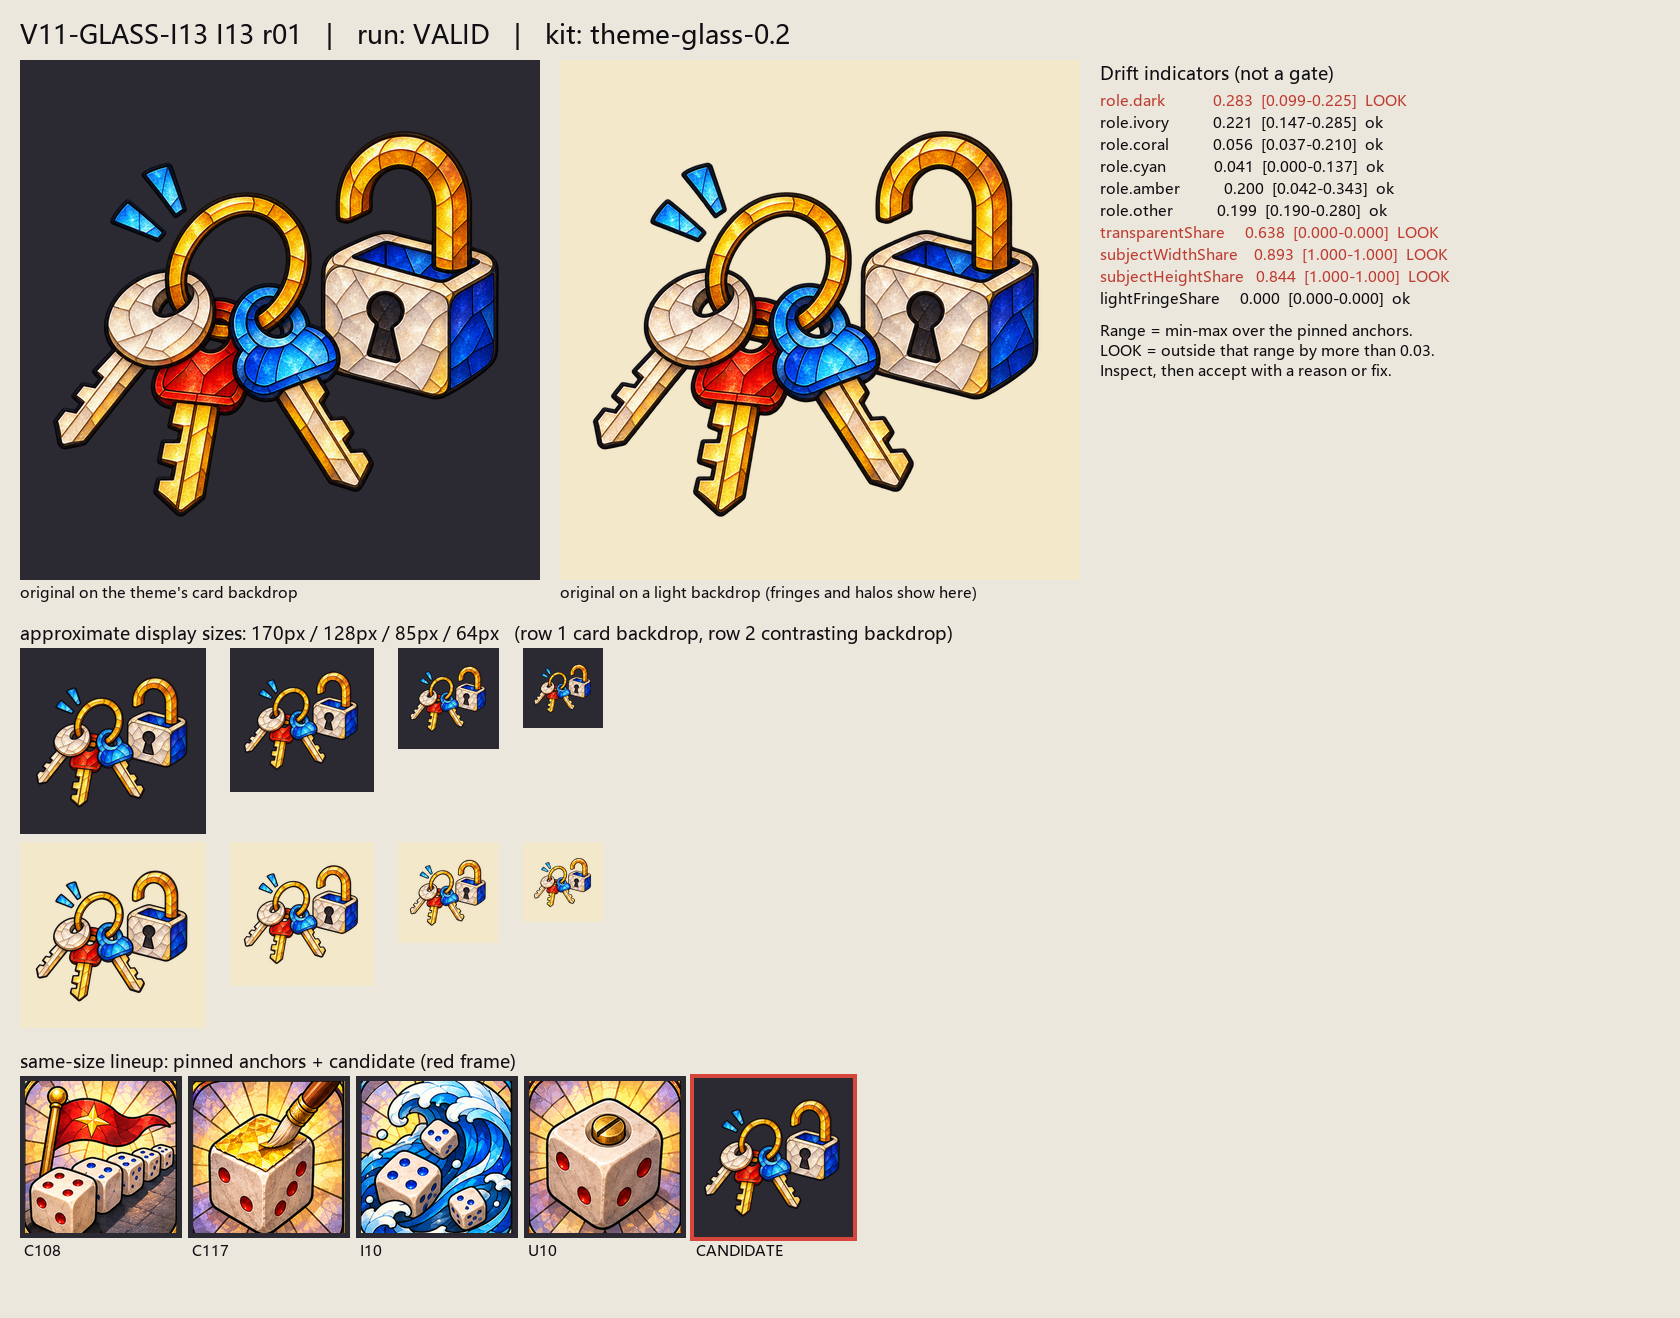 V11-GLASS-I13 I13 r01   |   run: VALID   |   kit: theme-glass-0.2
Drift indicators (not a gate)
role.dark 0.283 [0.099-0.225] LOOK
role.ivory 0.221 [0.147-0.285] ok
role.coral 0.056 [0.037-0.210] ok
role.cyan 0.041 [0.000-0.137] ok
role.amber 0.200 [0.042-0.343] ok
role.other 0.199 [0.190-0.280] ok
transparentShare 0.638 [0.000-0.000] LOOK
subjectWidthShare 0.893 [1.000-1.000] LOOK
subjectHeightShare 0.844 [1.000-1.000] LOOK
lightFringeShare 0.000 [0.000-0.000] ok
Range = min-max over the pinned anchors.
LOOK = outside that range by more than 0.03.
Inspect, then accept with a reason or fix.
original on the theme's card backdrop
original on a light backdrop (fringes and halos show here)
approximate display sizes: 170px / 128px / 85px / 64px   (row 1 card backdrop, row 2 contrasting backdrop)
same-size lineup: pinned anchors + candidate (red frame)
C108
C117
I10
U10
CANDIDATE